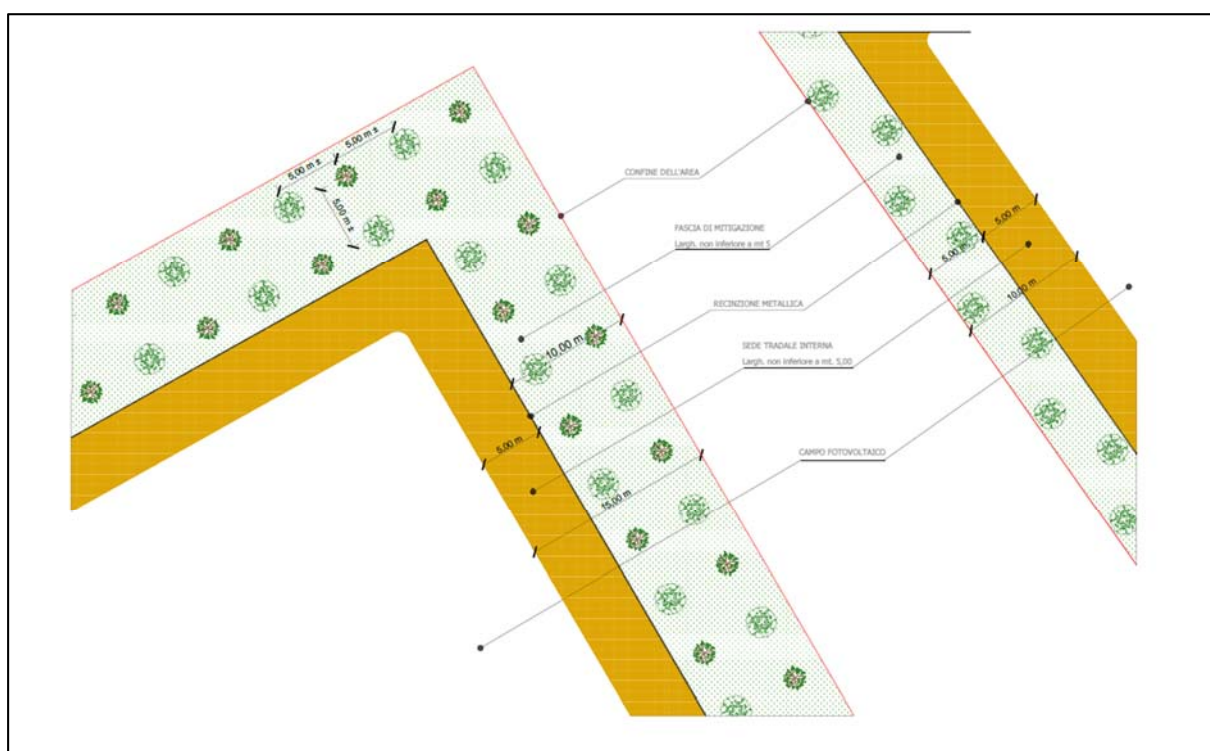 5,00 m ±
5,00 m ±
5,00 m ±
CONFINE DELL'AREA
FASCIA DI MITIGAZIONE
Largh. non inferiore a mt 5
RECINZIONE METALLICA
SEDE TRADALE INTERNA
Largh. non inferiore a mt. 5,00
CAMPO FOTOVOLTAICO
5,00 m
5,00 m
10,00 m
10,00 m
5,00 m
15,00 m